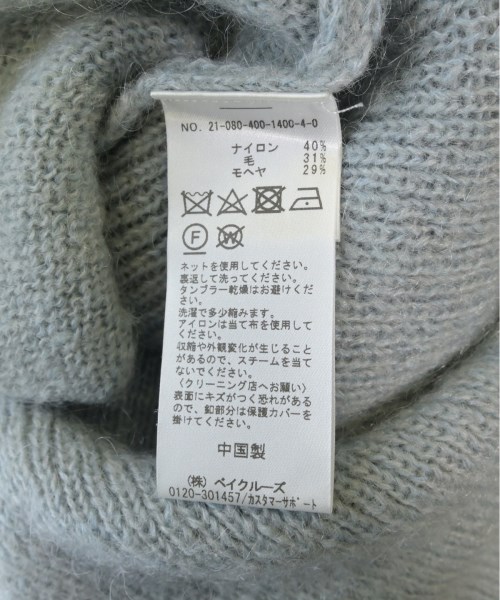 NO. 21-080-400-1400-4-0
ナイロン 40%
毛 31%
モヘヤ 29%
F W
ネットを使用してください。
裏返して洗ってください。
タンブラー乾燥はお避けくだ
さい。
洗濯で多少縮みます。
アイロンは当て布を使用して
ください。
収縮や外観変化が生じること
があるので、スチームを当て
ないでください。
〈クリーニング店へお願い〉
表面にキズがつく恐れがある
ので、釦部分は保護カバーを
掛けてください。
中国製
(株) ベイクルーズ
0120-301457/カスタマーサポート